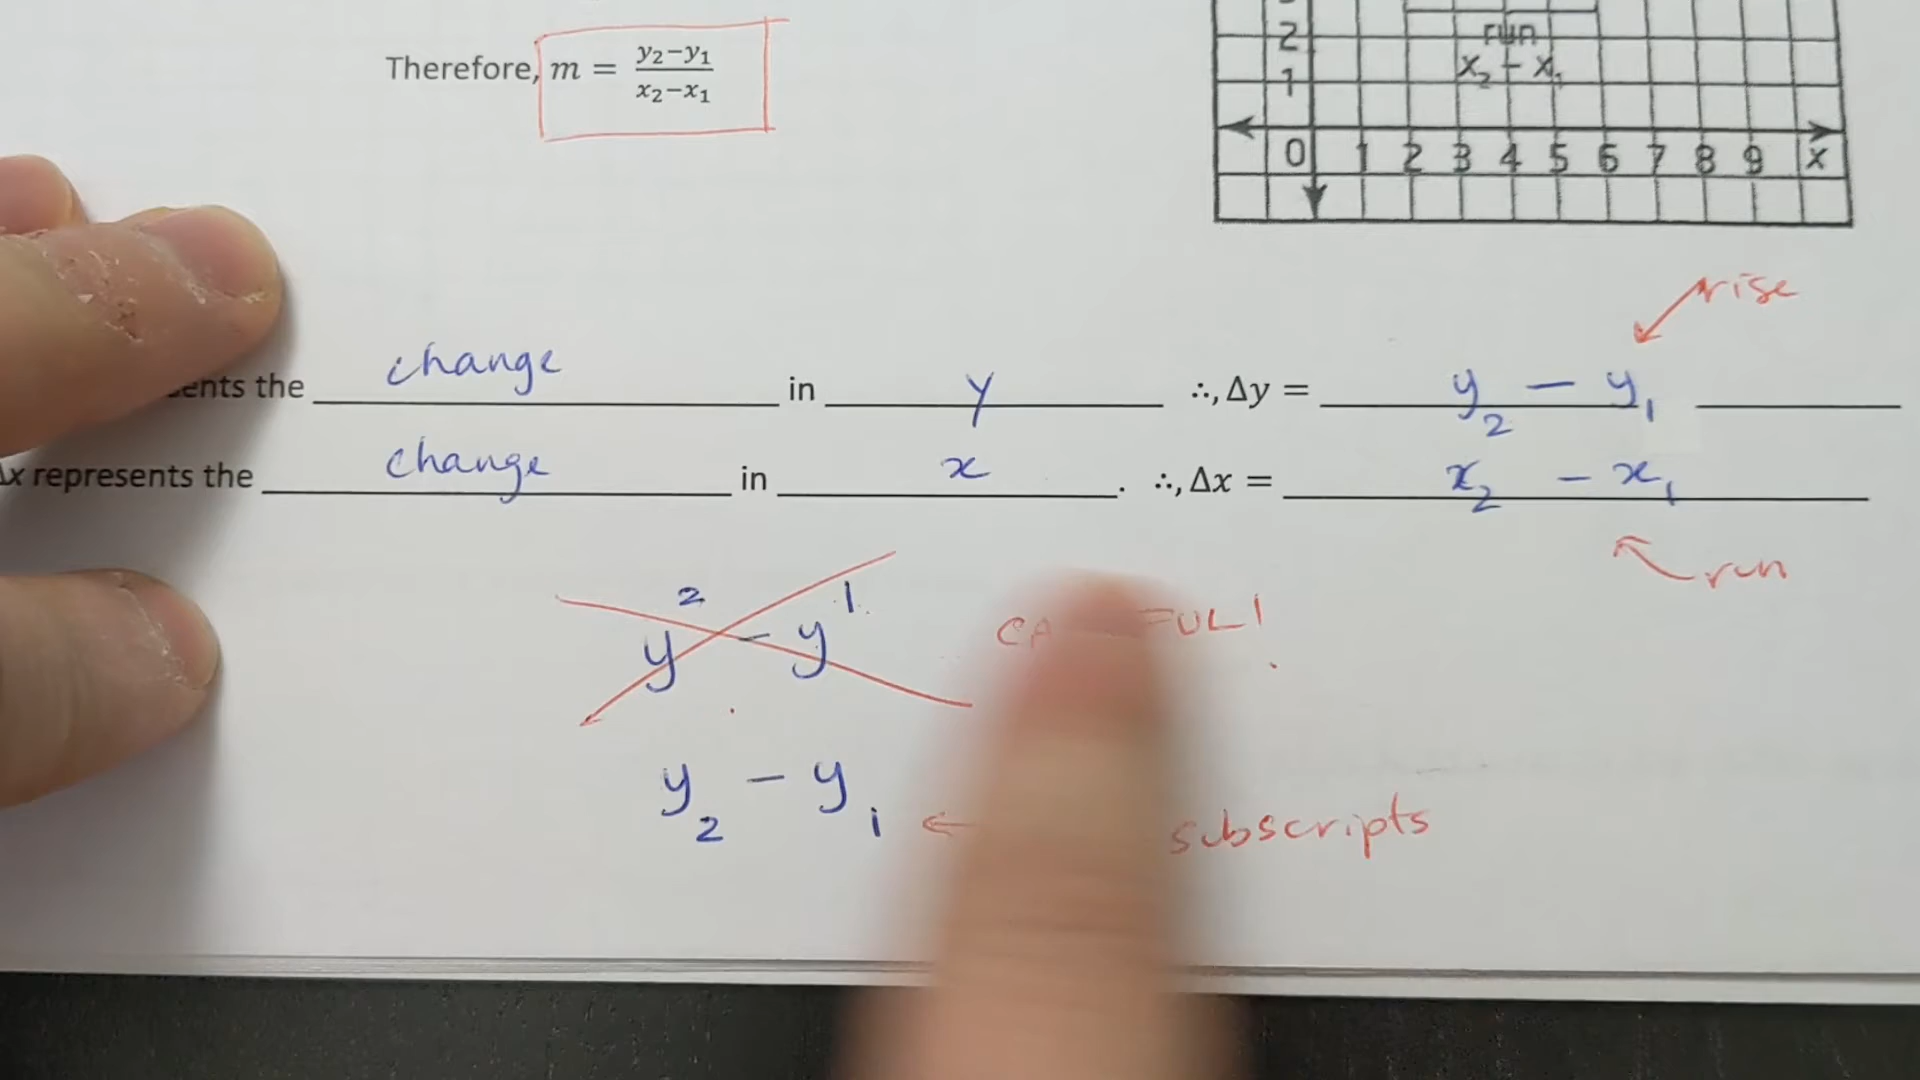 Therefore, m = y₂−y₁ / x₂−x₁
2
run
x₂ − x₁
1
0 1 2 3 4 5 6 7 8 9 x
rise
the change in y ∴, Δy = y₂ − y₁
Δx represents the change in x . ∴, Δx = x₂ − x₁
run
y² − y¹
y₂ − y₁ ← subscripts